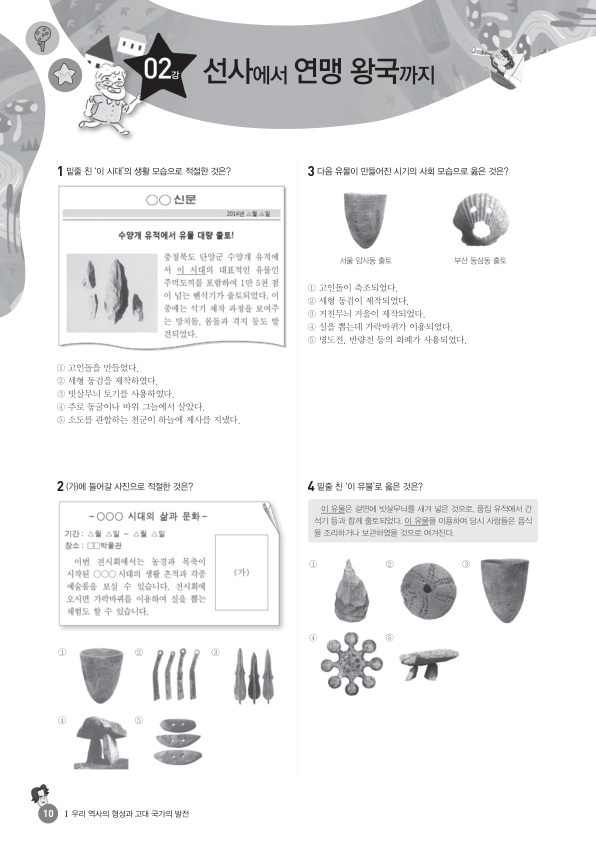 02강 선사에서 연맹 왕국까지
1 밑줄 친 '이 시대'의 생활 모습으로 적절한 것은?
○○ 신문
2014년 △월 △일
수양개 유적에서 유물 대량 출토!
충청북도 단양군 수양개 유적에
서 이 시대의 대표적인 유물인
주먹도끼를 포함하여 1만 5천 점
이 넘는 뗀석기가 출토되었다. 이
중에는 석기 제작 과정을 보여주
는 망치돌, 몸돌과 격지 등도 발
견되었다.
① 고인돌을 만들었다.
② 세형 동검을 제작하였다.
③ 빗살무늬 토기를 사용하였다.
④ 주로 동굴이나 바위 그늘에서 살았다.
⑤ 소도를 관할하는 천군이 하늘에 제사를 지냈다.
2 (가)에 들어갈 사진으로 적절한 것은?
– ○○○ 시대의 삶과 문화 –
기간 : △월 △일 ~ △월 △일
장소 : □□박물관
이번 전시회에서는 농경과 목축이
시작된 ○○○ 시대의 생활 흔적과 각종
예술품을 보실 수 있습니다. 전시회에
오시면 가락바퀴를 이용하여 실을 뽑는
체험도 할 수 있습니다.
(가)
① ② ③
④ ⑤
3 다음 유물이 만들어진 시기의 사회 모습으로 옳은 것은?
서울 암사동 출토 부산 동삼동 출토
① 고인돌이 축조되었다.
② 세형 동검이 제작되었다.
③ 거친무늬 거울이 제작되었다.
④ 실을 뽑는데 가락바퀴가 이용되었다.
⑤ 명도전, 반량전 등의 화폐가 사용되었다.
4 밑줄 친 '이 유물'로 옳은 것은?
이 유물은 겉면에 빗살무늬를 새겨 넣은 것으로, 움집 유적에서 간
석기 등과 함께 출토되었다. 이 유물을 이용하여 당시 사람들은 음식
을 조리하거나 보관하였을 것으로 여겨진다.
① ② ③
④ ⑤
10 Ⅰ 우리 역사의 형성과 고대 국가의 발전